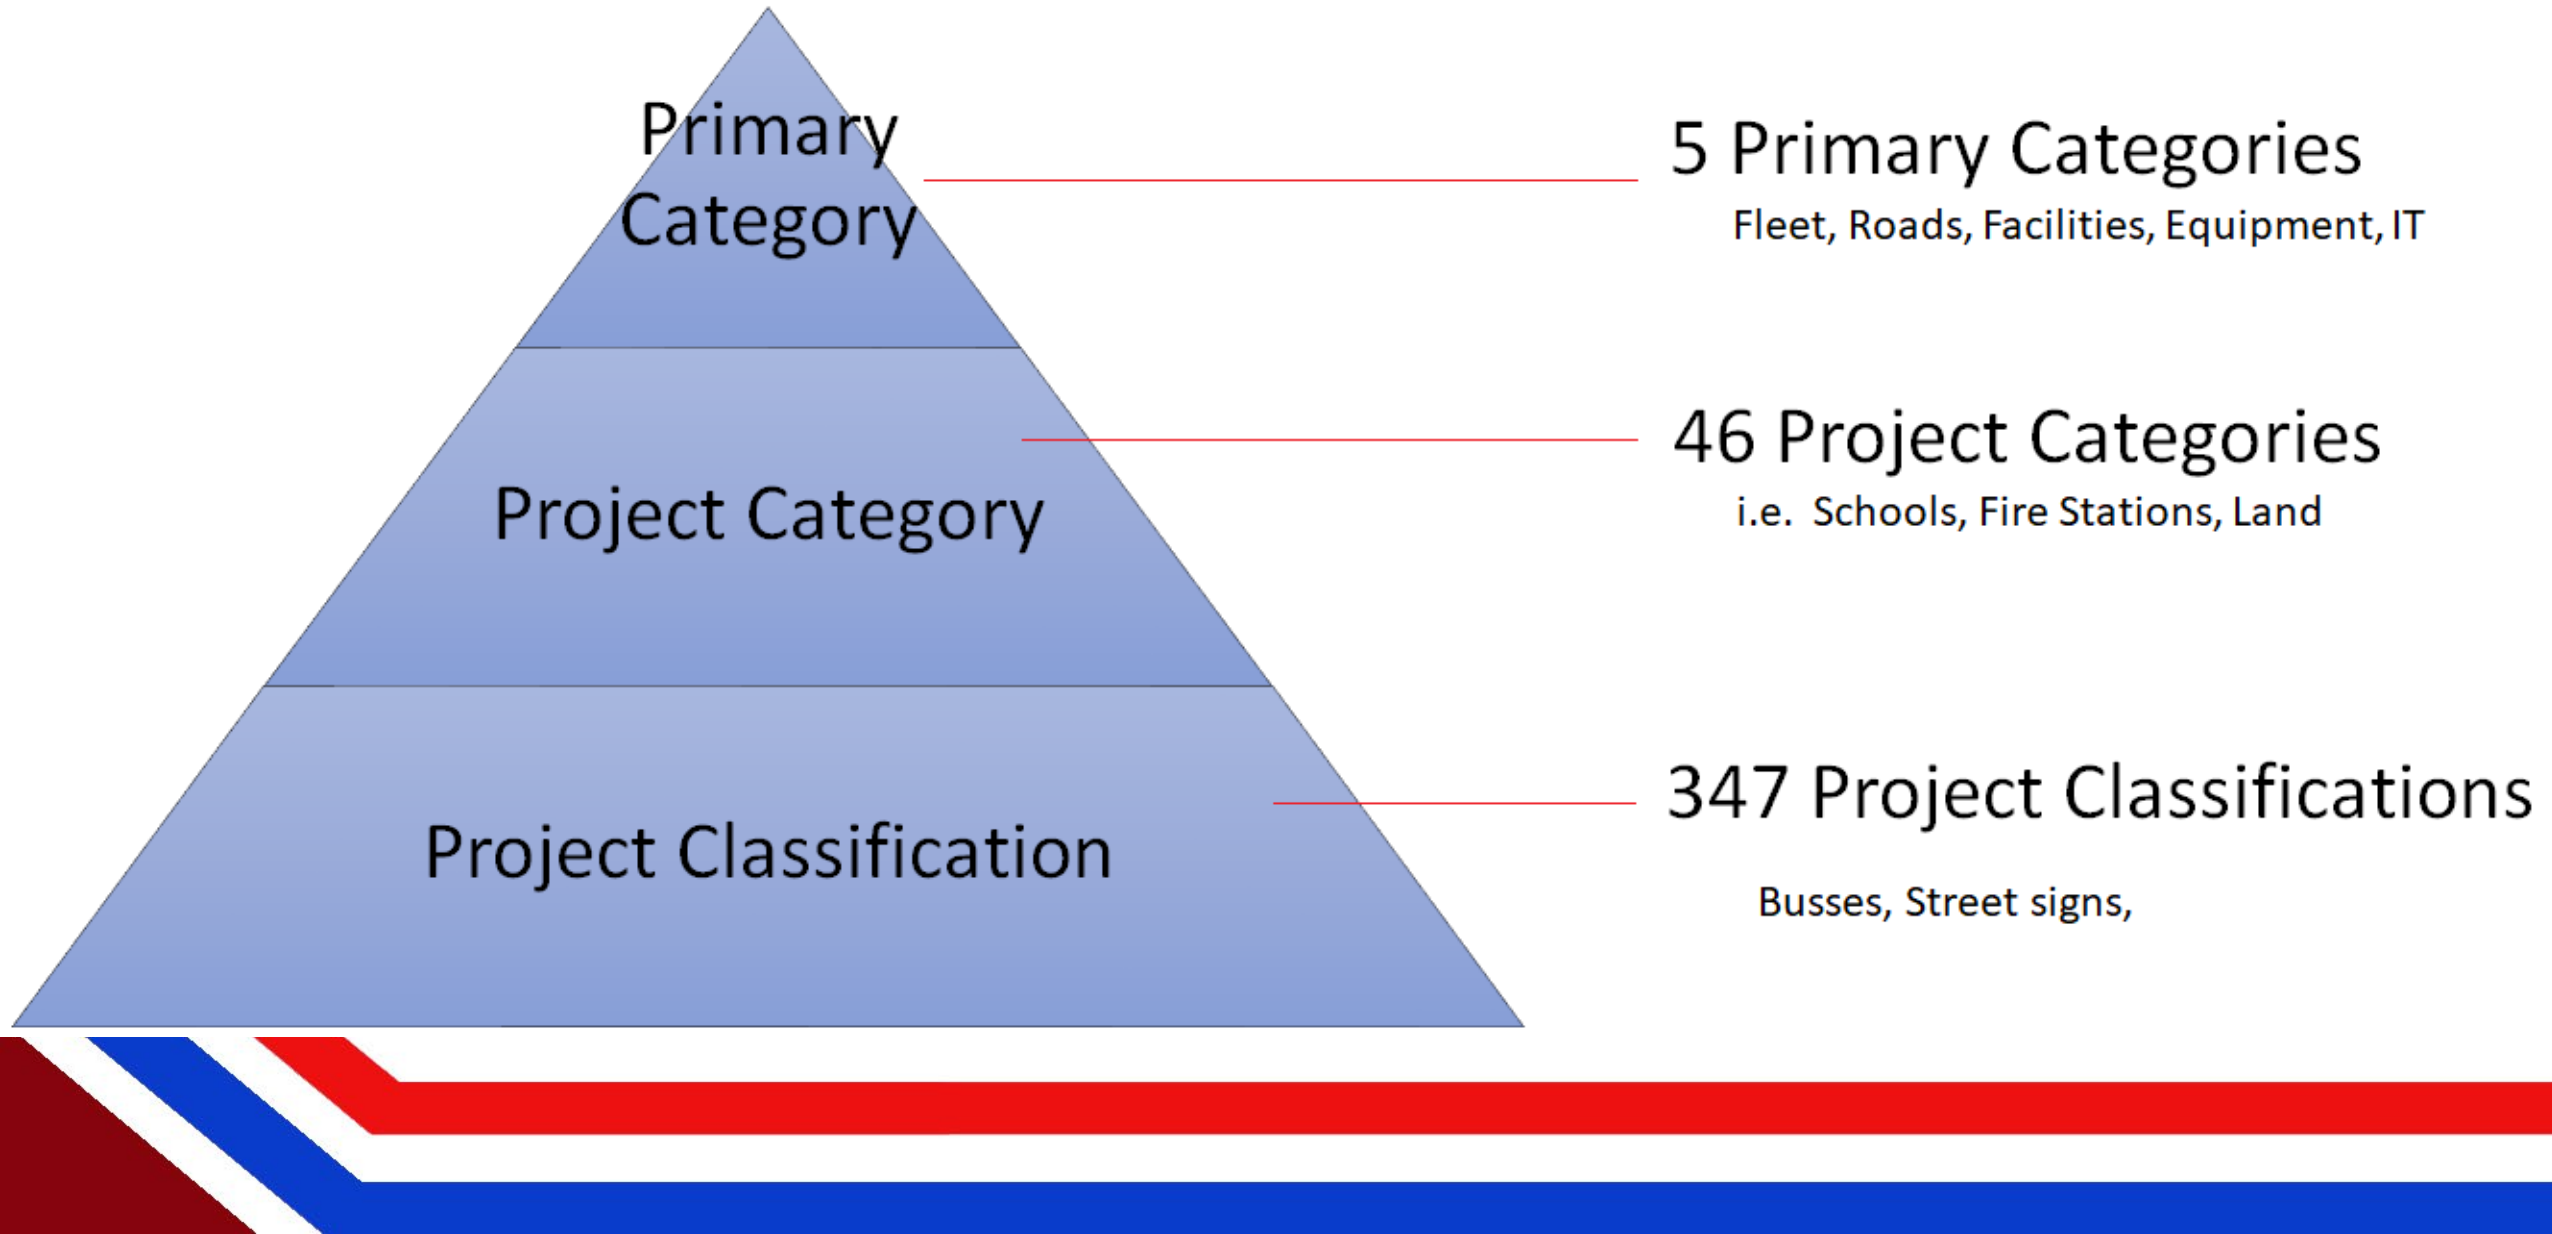 Primary
Category
5 Primary Categories
Fleet, Roads, Facilities, Equipment, IT
Project Category
46 Project Categories
i.e. Schools, Fire Stations, Land
Project Classification
347 Project Classifications
Busses, Street signs,